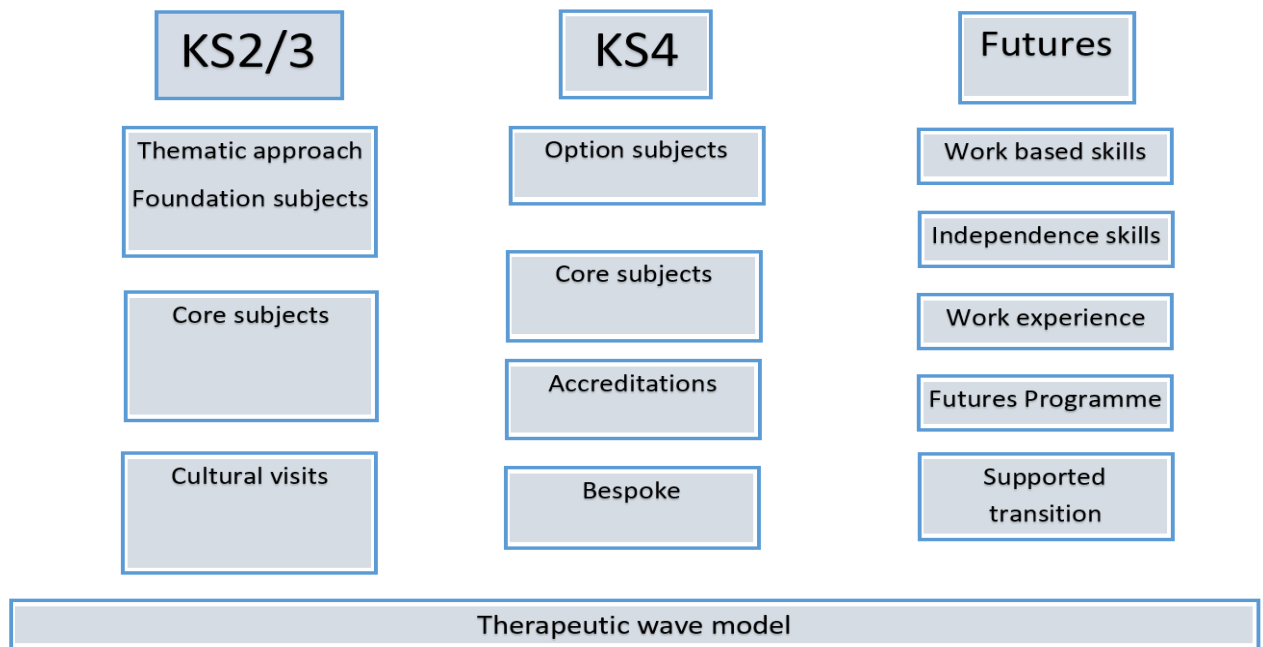 KS2/3
Thematic approach
Foundation subjects
Core subjects
Cultural visits
KS4
Option subjects
Core subjects
Accreditations
Bespoke
Futures
Work based skills
Independence skills
Work experience
Futures Programme
Supported
transition
Therapeutic wave model